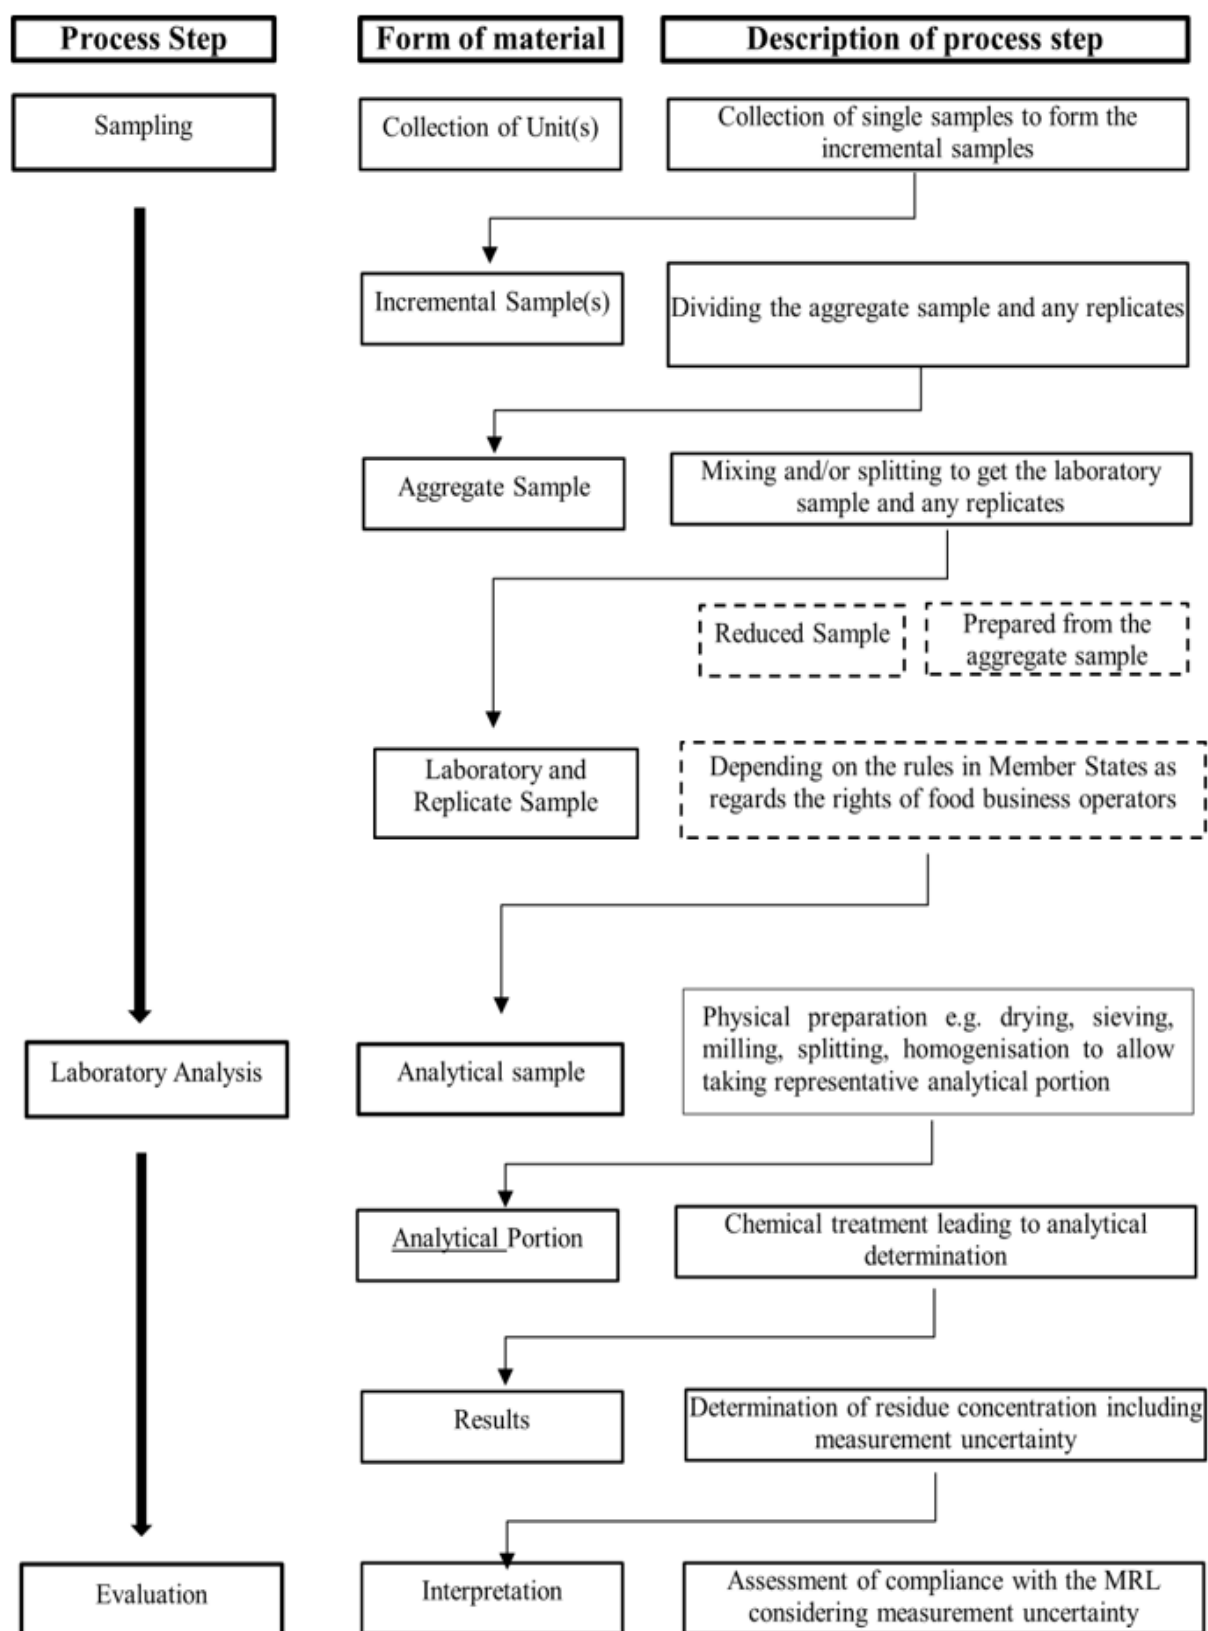 Process Step
Form of material
Description of process step
Sampling
Collection of Unit(s)
Collection of single samples to form the
incremental samples
Incremental Sample(s)
Dividing the aggregate sample and any replicates
Aggregate Sample
Mixing and/or splitting to get the laboratory
sample and any replicates
Reduced Sample
Prepared from the
aggregate sample
Laboratory and
Replicate Sample
Depending on the rules in Member States as
regards the rights of food business operators
Laboratory Analysis
Analytical sample
Physical preparation e.g. drying, sieving,
milling, splitting, homogenisation to allow
taking representative analytical portion
Analytical Portion
Chemical treatment leading to analytical
determination
Results
Determination of residue concentration including
measurement uncertainty
Evaluation
Interpretation
Assessment of compliance with the MRL
considering measurement uncertainty